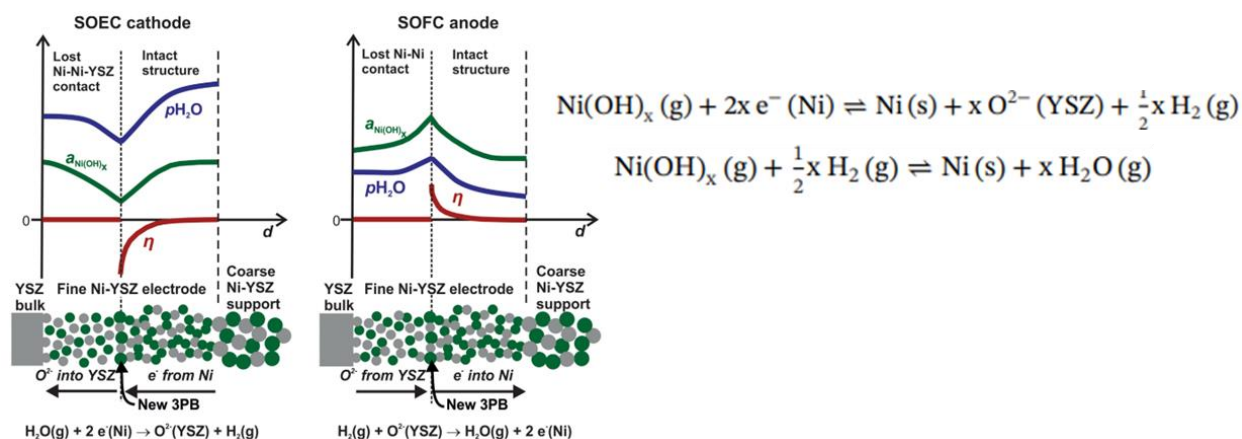 SOEC cathode
Lost
Ni-Ni-YSZ
contact
Intact
structure
pH₂O
a_Ni(OH)ₓ
0
d
η
YSZ
bulk
Fine Ni-YSZ electrode
Coarse
Ni-YSZ
support
O²⁻ into YSZ
e⁻ from Ni
New 3PB
H₂O(g) + 2 e⁻(Ni) → O²⁻(YSZ) + H₂(g)
SOFC anode
Lost Ni-Ni
contact
Intact
structure
a_Ni(OH)ₓ
pH₂O
η
0
d
YSZ
bulk
Fine Ni-YSZ electrode
Coarse
Ni-YSZ
support
O²⁻ from YSZ
e⁻ into Ni
New 3PB
H₂(g) + O²⁻(YSZ) → H₂O(g) + 2 e⁻(Ni)
Ni(OH)ₓ (g) + 2x e⁻ (Ni) ⇌ Ni (s) + x O²⁻ (YSZ) + ½x H₂ (g)
Ni(OH)ₓ (g) + ½x H₂ (g) ⇌ Ni (s) + x H₂O (g)